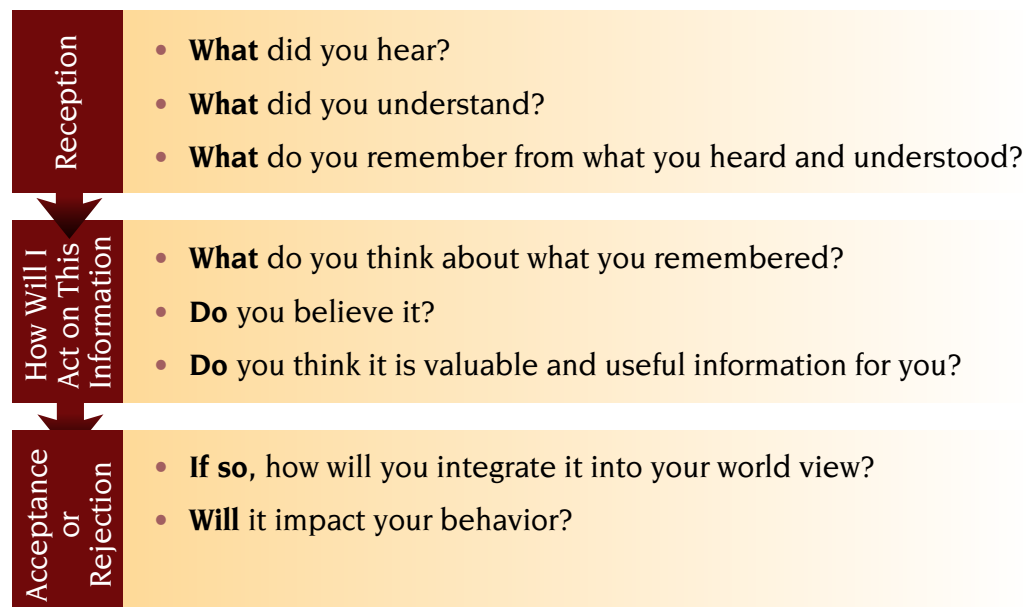 Reception
• What did you hear?
• What did you understand?
• What do you remember from what you heard and understood?
How Will I
Act on This
Information
• What do you think about what you remembered?
• Do you believe it?
• Do you think it is valuable and useful information for you?
Acceptance
or
Rejection
• If so, how will you integrate it into your world view?
• Will it impact your behavior?